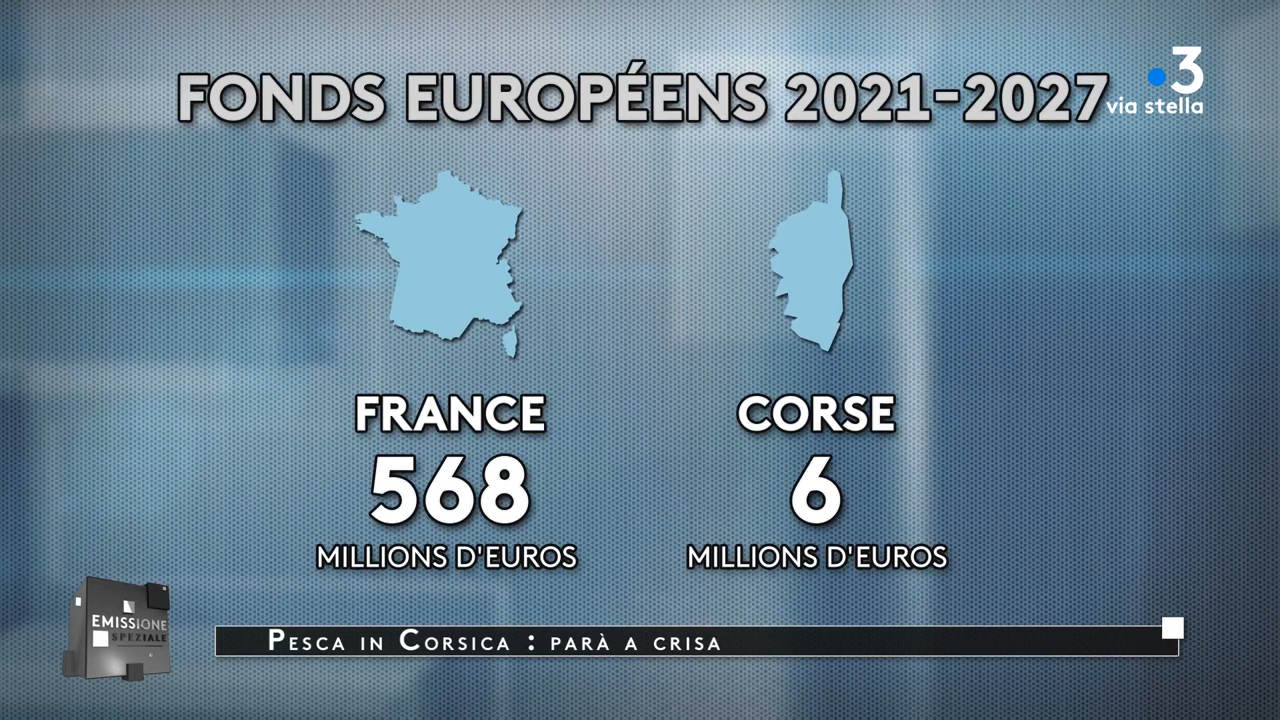 FONDS EUROPÉENS 2021-2027
3
via stella
FRANCE
CORSE
568
6
MILLIONS D'EUROS
MILLIONS D'EUROS
EMISSIONE
SPEZIALE
PESCA IN CORSICA : PARÀ A CRISA